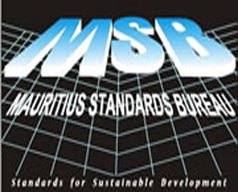 MSB
MAURITIUS STANDARDS BUREAU
Standards for Sustainable Development